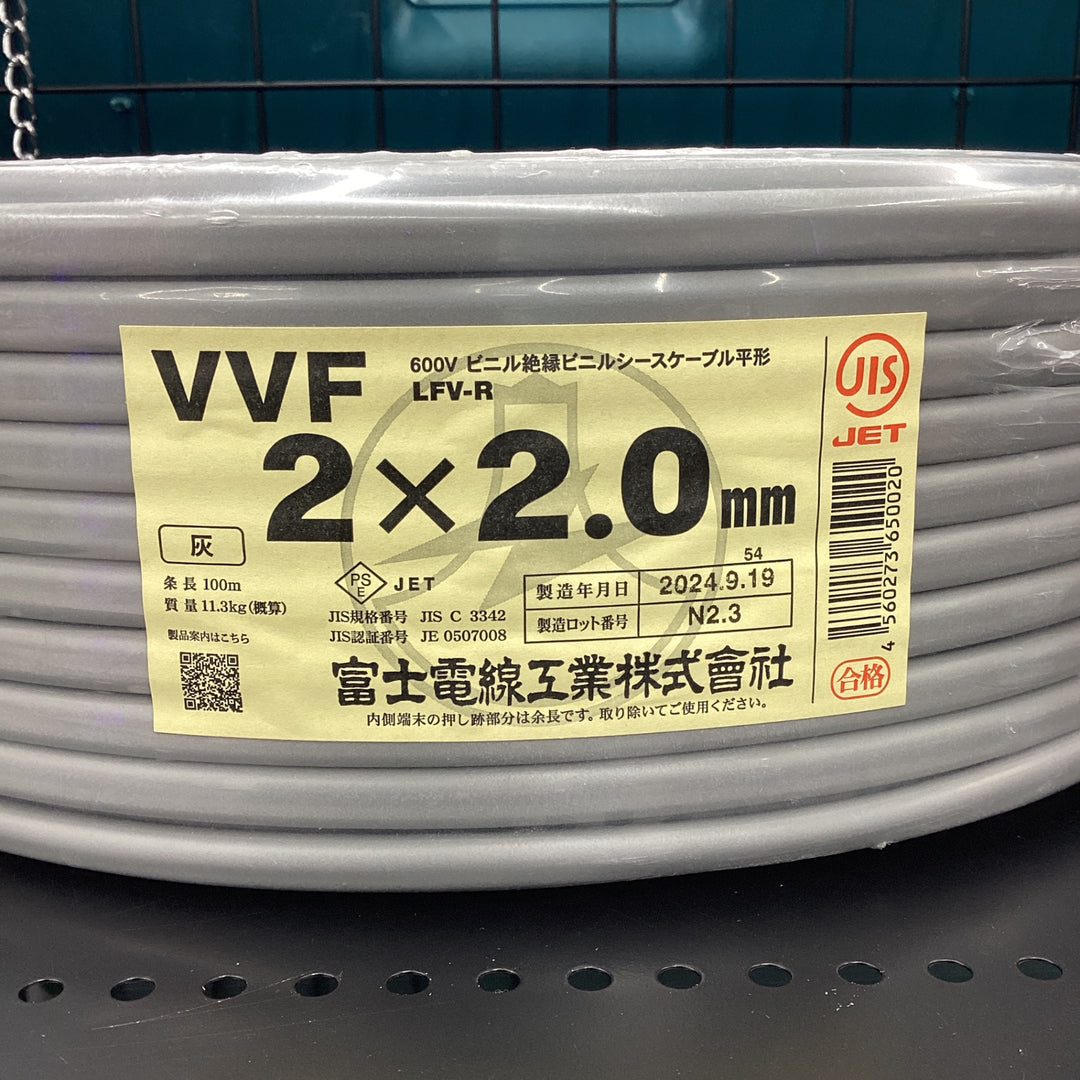 VVF
600V ビニル絶縁ビニルシースケーブル平形
LFV-R
2×2.0mm
灰
条長 100m
質量 11.3kg(概算)
製品案内はこちら
PS
E
JET
JIS規格番号 JIS C 3342
JIS認証番号 JE 0507008
54
製造年月日 2024.9.19
製造ロット番号 N2.3
富士電線工業株式會社
内側端末の押し跡部分は余長です。取り除いてご使用ください。
JIS
JET
4 560273 650020
合格